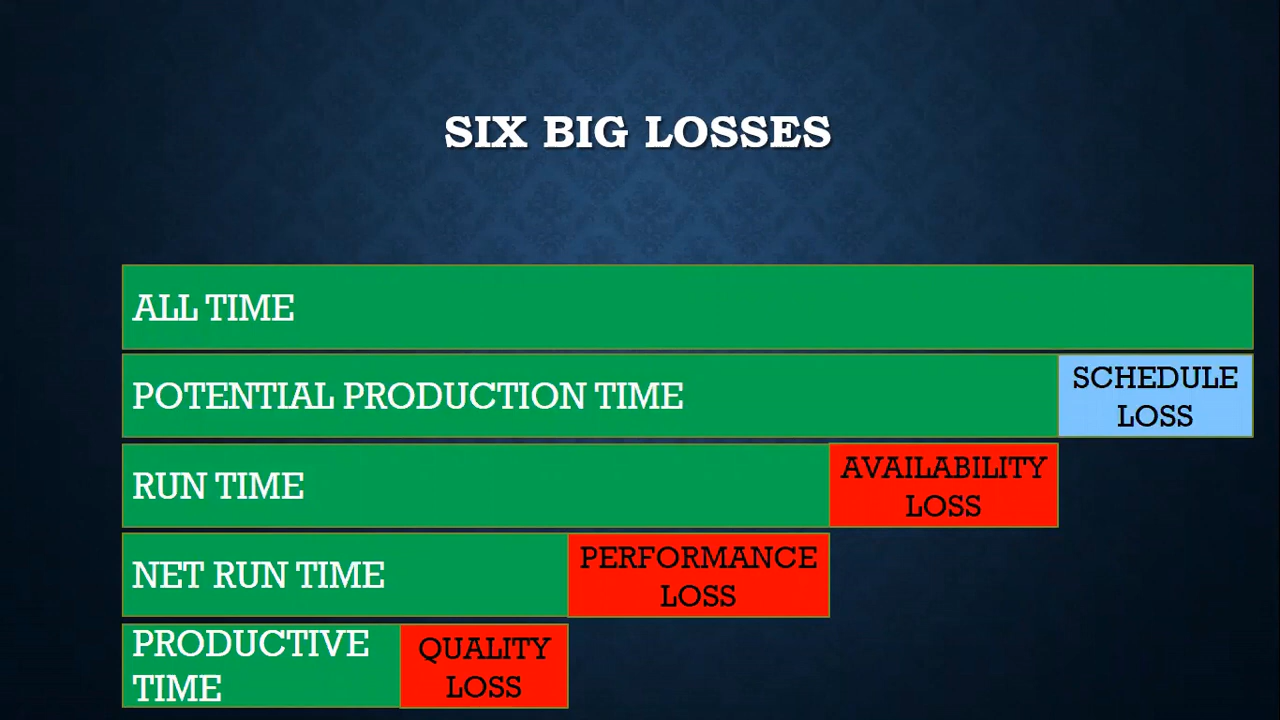 SIX BIG LOSSES
ALL TIME
POTENTIAL PRODUCTION TIME
SCHEDULE
LOSS
RUN TIME
AVAILABILITY
LOSS
NET RUN TIME
PERFORMANCE
LOSS
PRODUCTIVE
TIME
QUALITY
LOSS